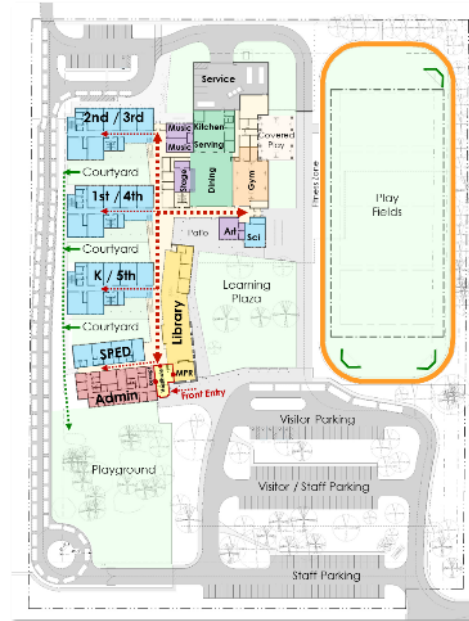 Service
2nd / 3rd
Music
Kitchen
Music
Serving
Covered
Play
Courtyard
Stage
Dining
Gym
Fitness Zone
Play
Fields
1st / 4th
Patio
Art
Sci
Courtyard
K / 5th
Library
Learning
Plaza
Courtyard
SPED
MPR
Admin
Front Entry
Visitor Parking
Playground
Visitor / Staff Parking
Staff Parking